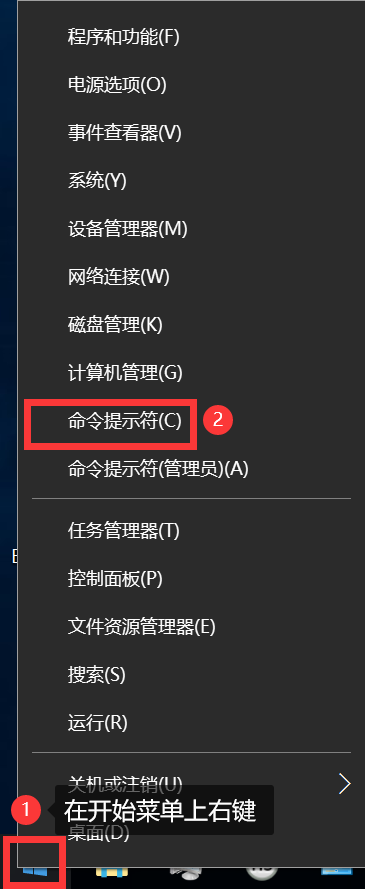 程序和功能(F)
电源选项(O)
事件查看器(V)
系统(Y)
设备管理器(M)
网络连接(W)
磁盘管理(K)
计算机管理(G)
命令提示符(C)
2
命令提示符(管理员)(A)
任务管理器(T)
控制面板(P)
文件资源管理器(E)
搜索(S)
运行(R)
关机或注销(U)
1
在开始菜单上右键
桌面(D)